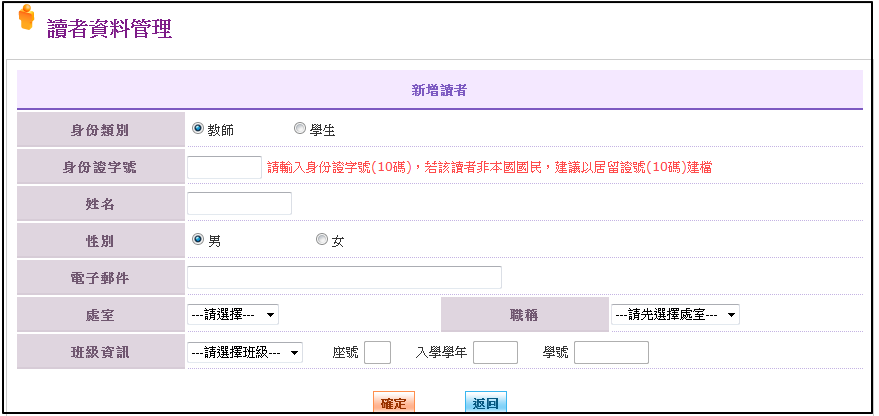 讀者資料管理
新增讀者
身份類別 教師 學生
身份證字號 請輸入身份證字號(10碼)，若該讀者非本國國民，建議以居留證號(10碼)建檔
姓名
性別 男 女
電子郵件
處室 ---請選擇--- 職稱 ---請先選擇處室---
班級資訊 ---請選擇班級--- 座號 入學學年 學號
確定 返回